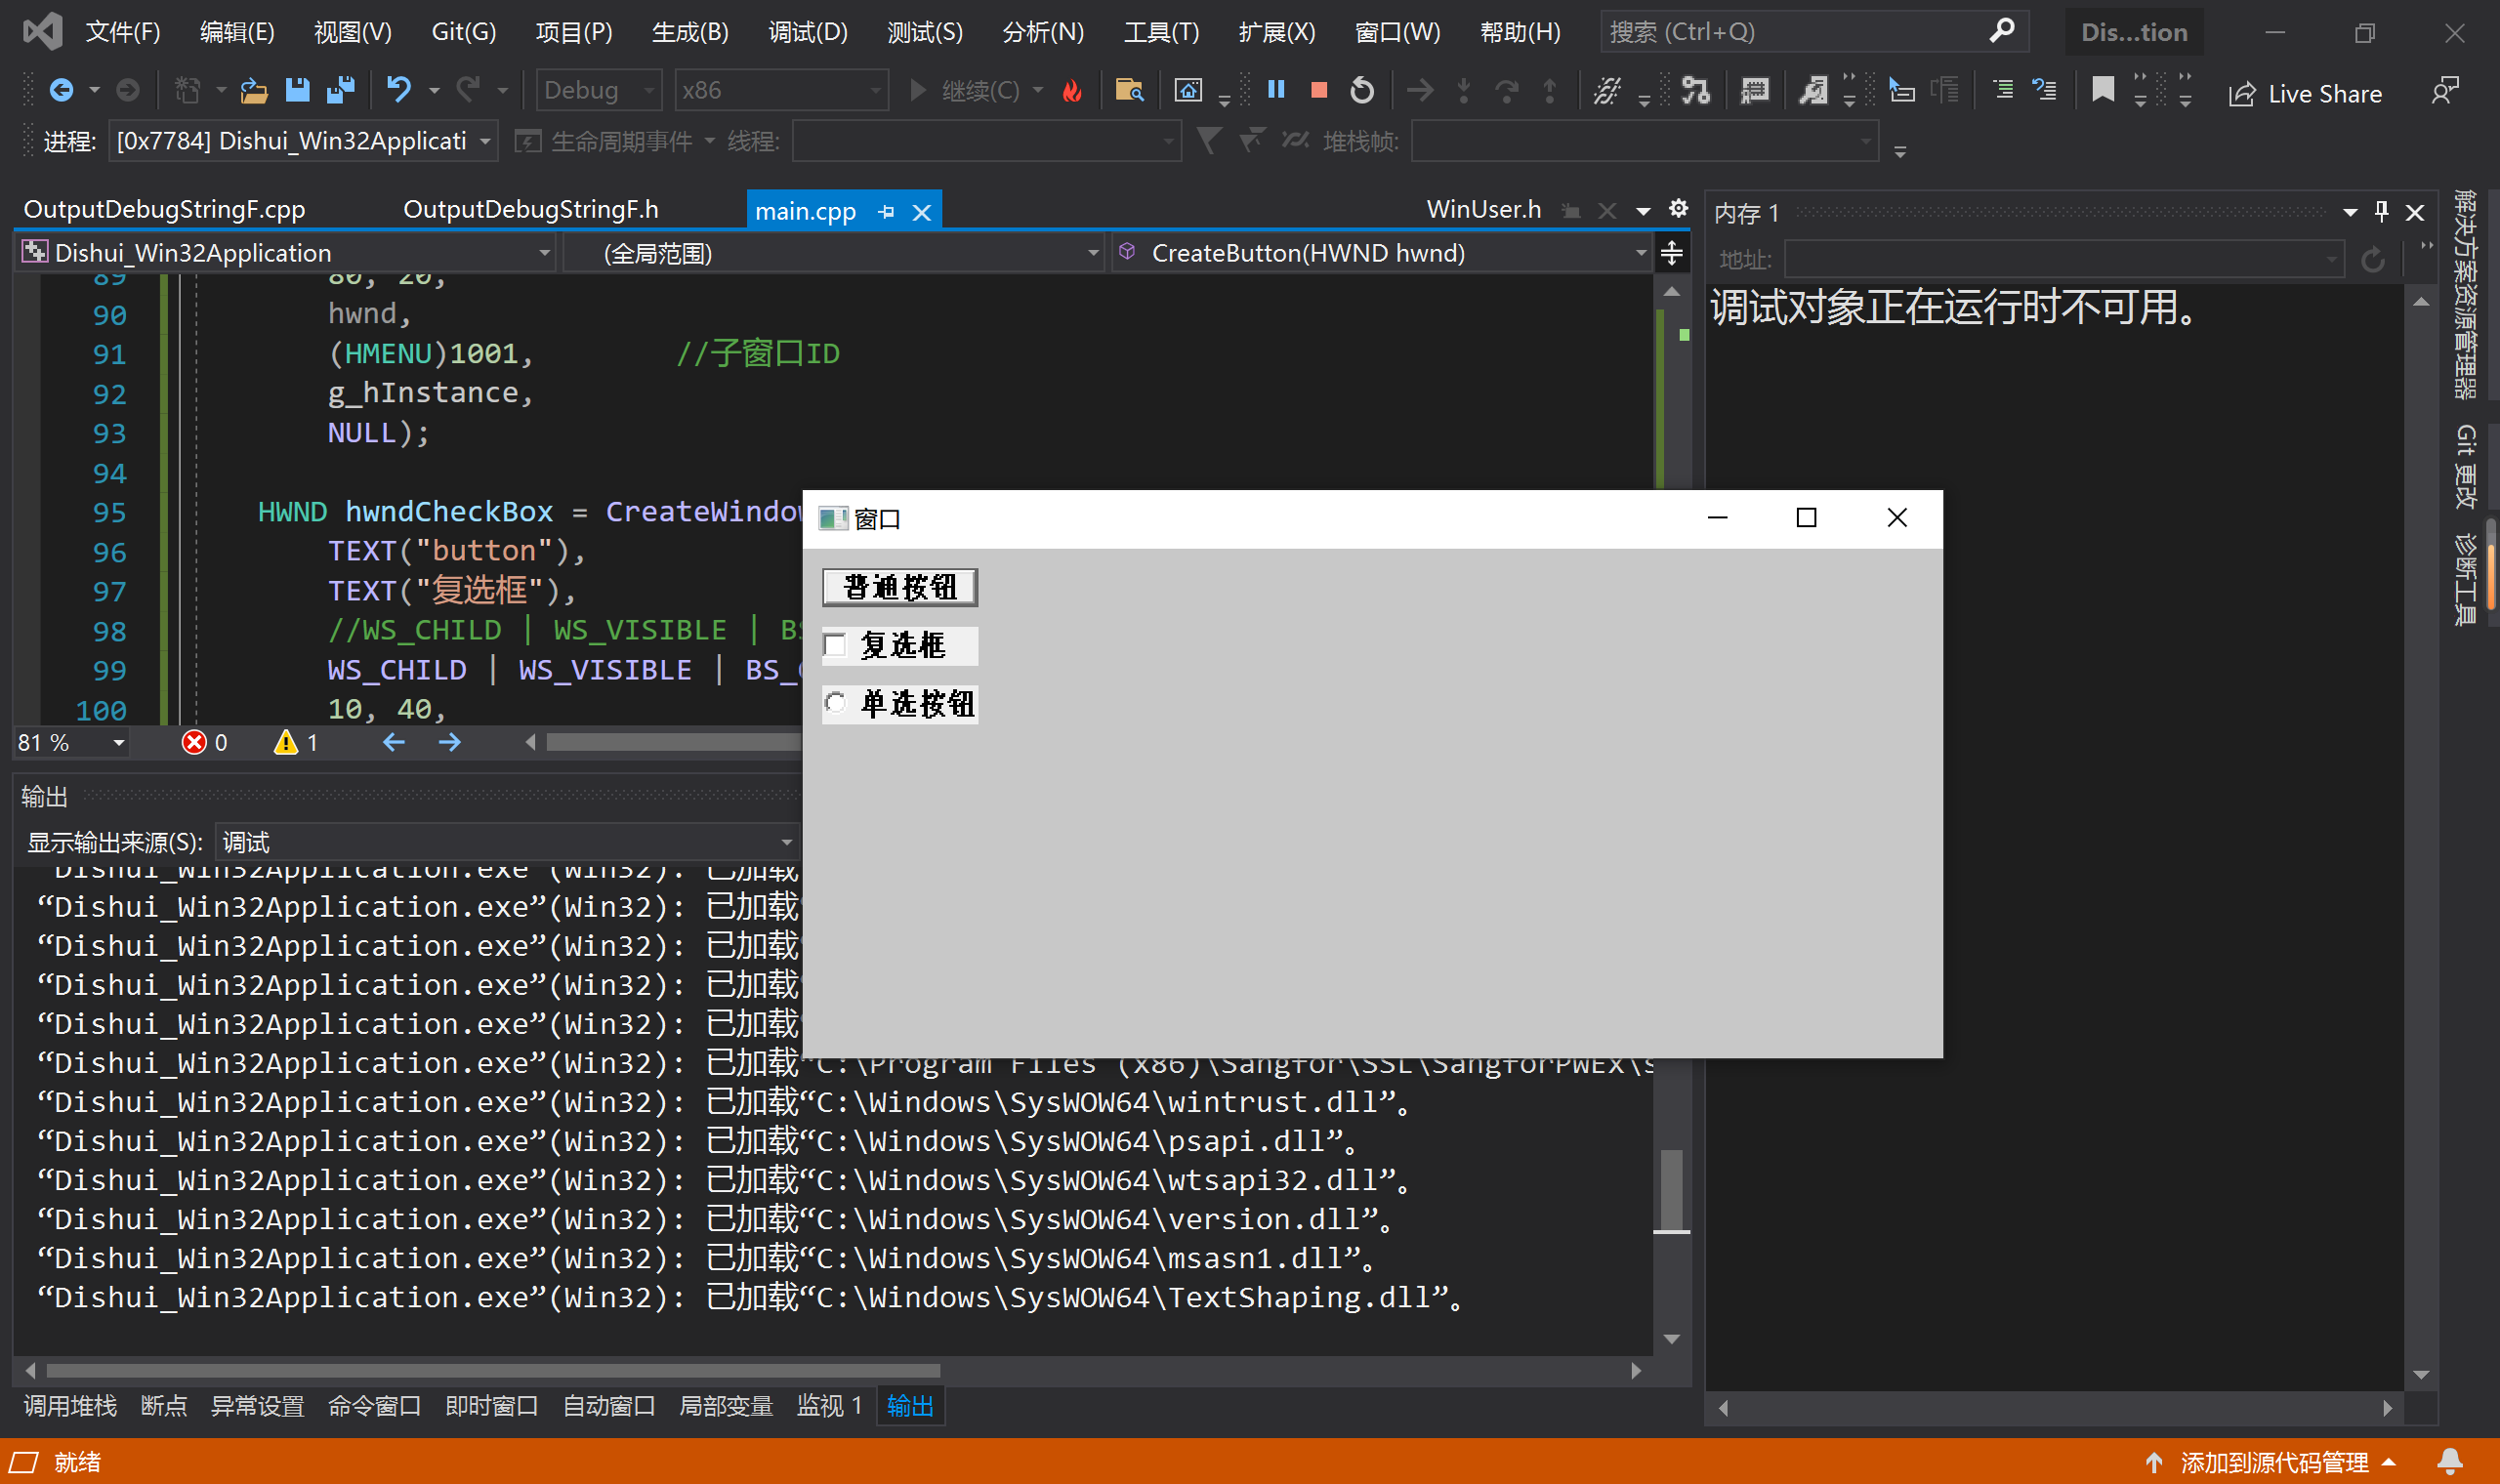 文件(F) 编辑(E) 视图(V) Git(G) 项目(P) 生成(B) 调试(D) 测试(S) 分析(N) 工具(T) 扩展(X) 窗口(W) 帮助(H) 搜索 (Ctrl+Q) Dis...tion
Debug x86 继续(C) Live Share
进程: [0x7784] Dishui_Win32Applicati 生命周期事件 线程: 堆栈帧:
OutputDebugStringF.cpp OutputDebugStringF.h main.cpp WinUser.h
Dishui_Win32Application (全局范围) CreateButton(HWND hwnd)
89 80, 20,
90 hwnd,
91 (HMENU)1001, //子窗口ID
92 g_hInstance,
93 NULL);
94
95 HWND hwndCheckBox = CreateWindow
96 TEXT("button"),
97 TEXT("复选框"),
98 //WS_CHILD | WS_VISIBLE | BS
99 WS_CHILD | WS_VISIBLE | BS_
100 10, 40,
81 % 0 1
窗口
普通按钮
复选框
单选按钮
输出
显示输出来源(S): 调试
“Dishui_Win32Application.exe”(Win32): 已加载
“Dishui_Win32Application.exe”(Win32): 已加载“
“Dishui_Win32Application.exe”(Win32): 已加载“
“Dishui_Win32Application.exe”(Win32): 已加载“
“Dishui_Win32Application.exe”(Win32): 已加载“
“Dishui_Win32Application.exe”(Win32): 已加载“C:\Program Files (x86)\Sangfor\SSL\SangforPWEx\
“Dishui_Win32Application.exe”(Win32): 已加载“C:\Windows\SysWOW64\wintrust.dll”。
“Dishui_Win32Application.exe”(Win32): 已加载“C:\Windows\SysWOW64\psapi.dll”。
“Dishui_Win32Application.exe”(Win32): 已加载“C:\Windows\SysWOW64\wtsapi32.dll”。
“Dishui_Win32Application.exe”(Win32): 已加载“C:\Windows\SysWOW64\version.dll”。
“Dishui_Win32Application.exe”(Win32): 已加载“C:\Windows\SysWOW64\msasn1.dll”。
“Dishui_Win32Application.exe”(Win32): 已加载“C:\Windows\SysWOW64\TextShaping.dll”。
调用堆栈 断点 异常设置 命令窗口 即时窗口 自动窗口 局部变量 监视 1 输出
内存 1
地址:
调试对象正在运行时不可用。
解决方案资源管理器
Git 更改
诊断工具
就绪 添加到源代码管理